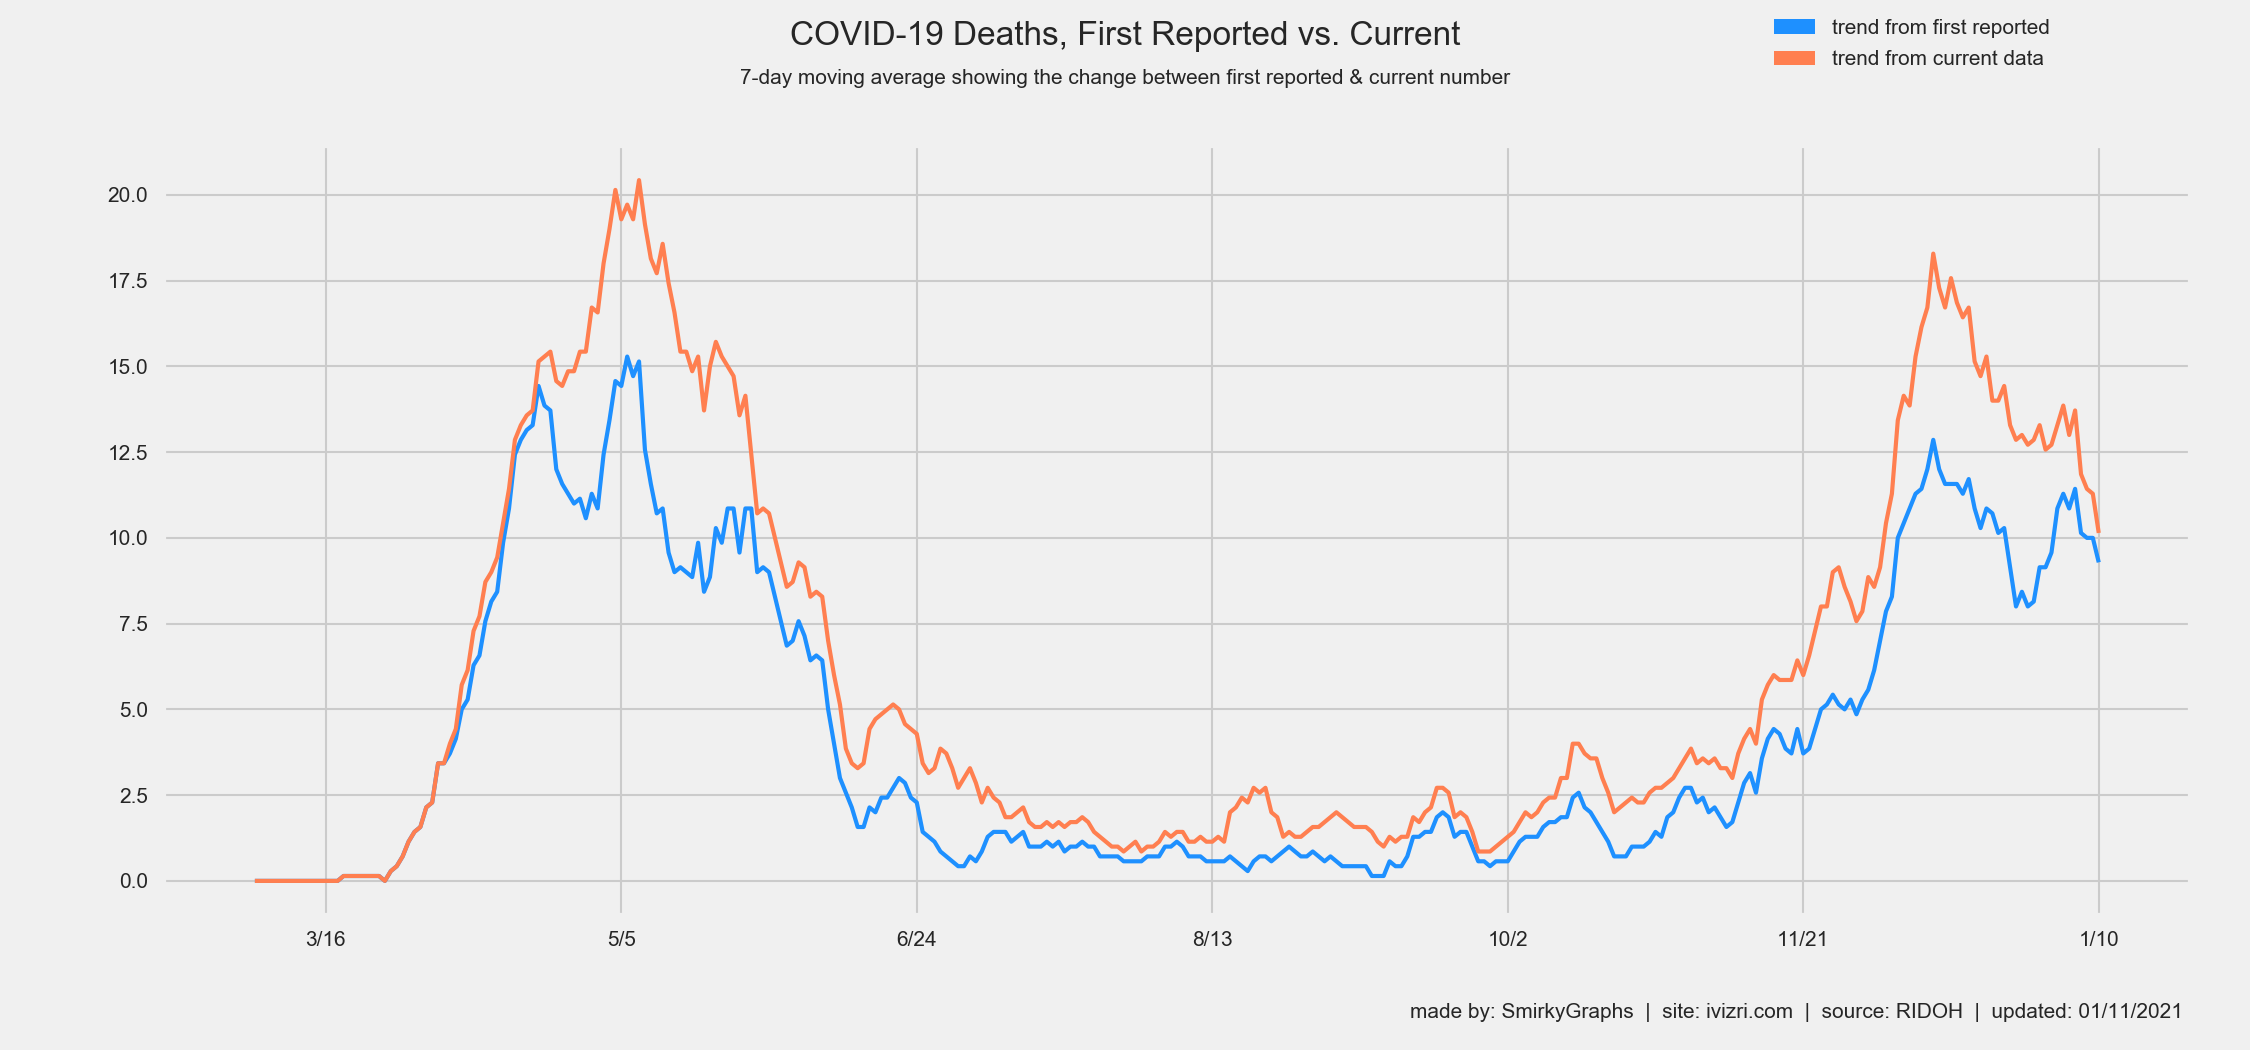 COVID-19 Deaths, First Reported vs. Current
7-day moving average showing the change between first reported & current number
trend from first reported
trend from current data
20.0
17.5
15.0
12.5
10.0
7.5
5.0
2.5
0.0
3/16 5/5 6/24 8/13 10/2 11/21 1/10
made by: SmirkyGraphs | site: ivizri.com | source: RIDOH | updated: 01/11/2021